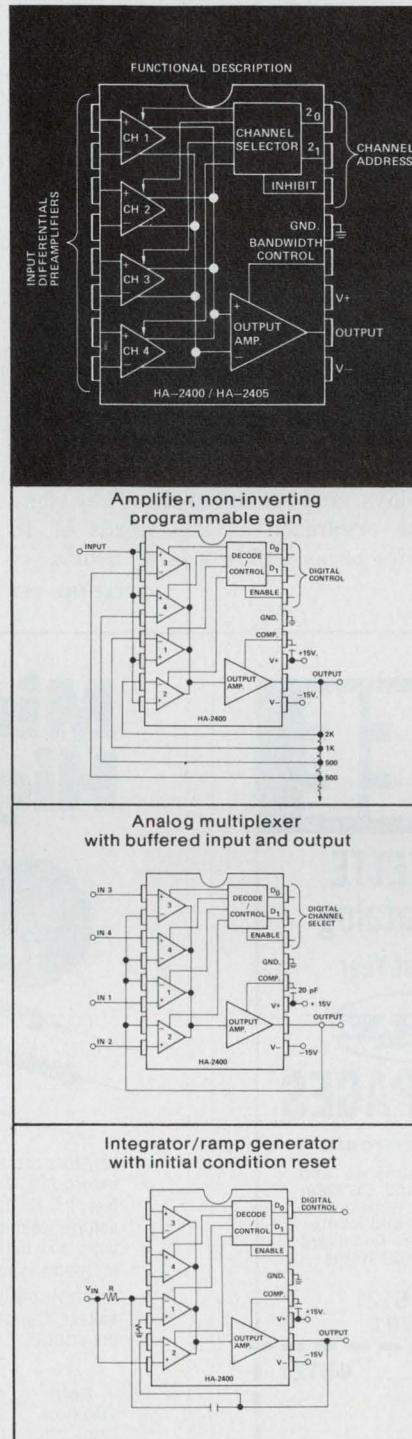 FUNCTIONAL DESCRIPTION
INPUT
DIFFERENTIAL
PREAMPLIFIERS
+
CH 1
−
+
CH 2
−
+
CH 3
−
+
CH 4
−
CHANNEL
SELECTOR
20
21
CHANNEL
ADDRESS
INHIBIT
GND.
BANDWIDTH
CONTROL
V+
+
OUTPUT
AMP.
−
OUTPUT
V−
HA–2400 / HA–2405
Amplifier, non-inverting
programmable gain
INPUT
3
4
1
2
DECODE
/
CONTROL
D0
D1
DIGITAL
CONTROL
ENABLE
GND.
COMP.
V+
+15V.
OUTPUT
AMP.
OUTPUT
−15V.
V−
HA-2400
2K
1K
500
500
Analog multiplexer
with buffered input and output
IN 3
IN 4
IN 1
IN 2
3
4
1
2
DECODE
/
CONTROL
D0
D1
DIGITAL
CHANNEL
SELECT
ENABLE
GND.
COMP.
20 pF
V+
+ 15V
OUTPUT
AMP.
OUTPUT
V−
−15V
HA-2400
Integrator/ramp generator
with initial condition reset
VIN
R
3
4
1
2
DECODE
/
CONTROL
D0
DIGITAL
CONTROL
D1
ENABLE
GND.
COMP.
V+
+15V.
OUTPUT
AMP.
OUTPUT
−15V
V−
HA-2400